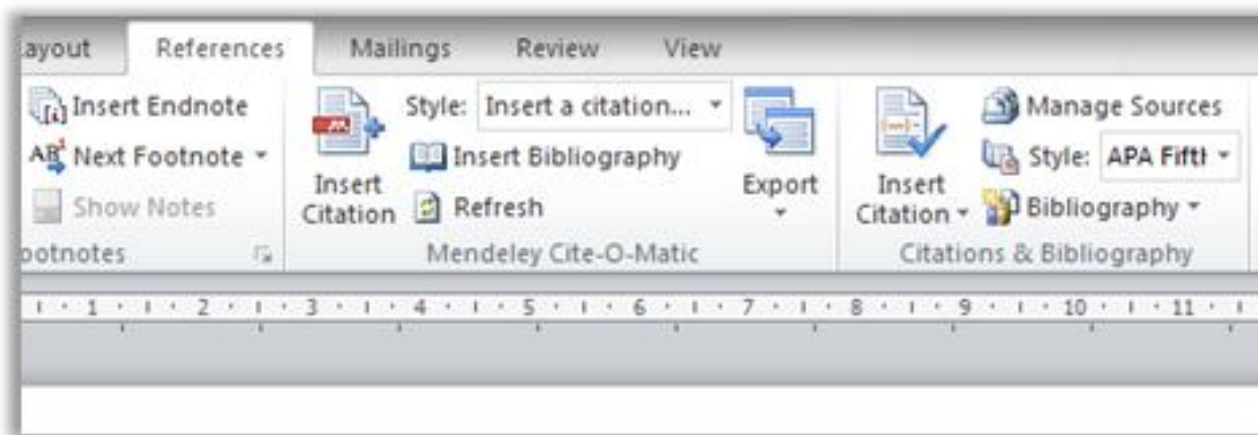 ayout References Mailings Review View
Insert Endnote
AB¹ Next Footnote
Show Notes
ootnotes
Insert Citation
Style: Insert a citation...
Insert Bibliography
Refresh
Export
Mendeley Cite-O-Matic
Insert Citation
Manage Sources
Style: APA Fiftl
Bibliography
Citations & Bibliography
1 2 3 4 5 6 7 8 9 10 11